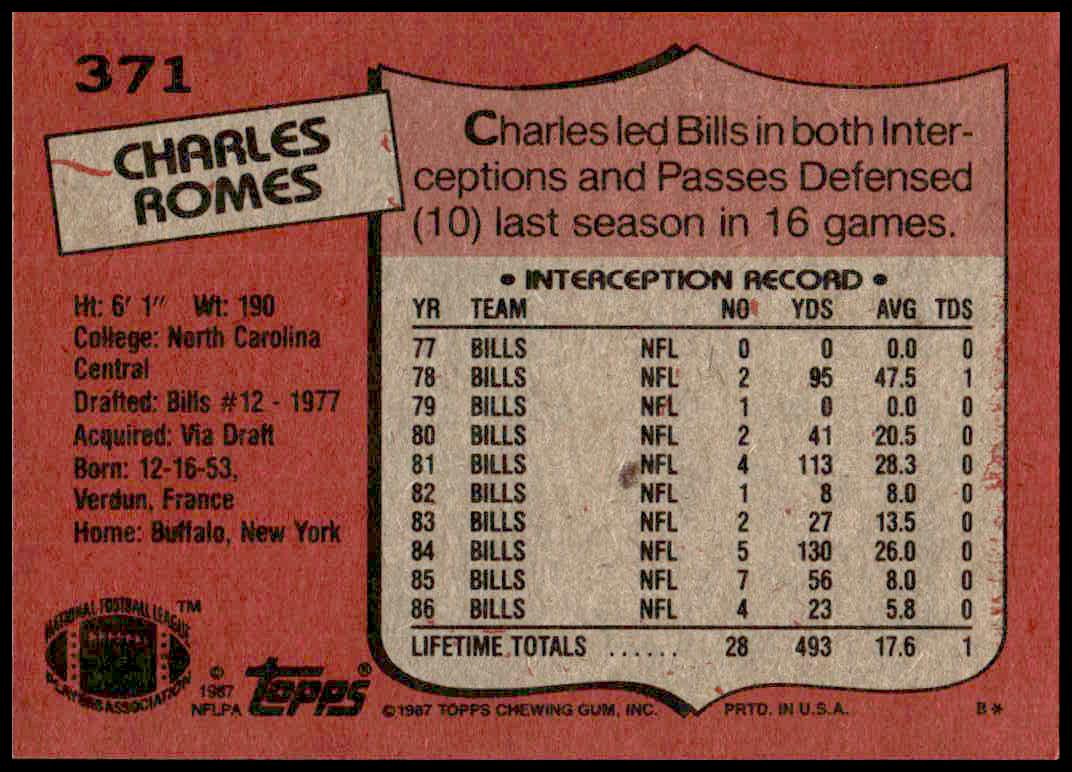 371
CHARLES
ROMES
Charles led Bills in both Inter-
ceptions and Passes Defensed
(10) last season in 16 games.
• INTERCEPTION RECORD •
YR TEAM NO YDS AVG TDS
77 BILLS NFL 0 0 0.0 0
78 BILLS NFL 2 95 47.5 1
79 BILLS NFL 1 0 0.0 0
80 BILLS NFL 2 41 20.5 0
81 BILLS NFL 4 113 28.3 0
82 BILLS NFL 1 8 8.0 0
83 BILLS NFL 2 27 13.5 0
84 BILLS NFL 5 130 26.0 0
85 BILLS NFL 7 56 8.0 0
86 BILLS NFL 4 23 5.8 0
LIFETIME TOTALS ...... 28 493 17.6 1
Ht: 6' 1" Wt: 190
College: North Carolina
Central
Drafted: Bills #12 - 1977
Acquired: Via Draft
Born: 12-16-53,
Verdun, France
Home: Buffalo, New York
NATIONAL FOOTBALL LEAGUE ™
PLAYERS ASSOCIATION
©
1987
NFLPA
TOPPS®
© 1987 TOPPS CHEWING GUM, INC. PRTD. IN U.S.A. B*